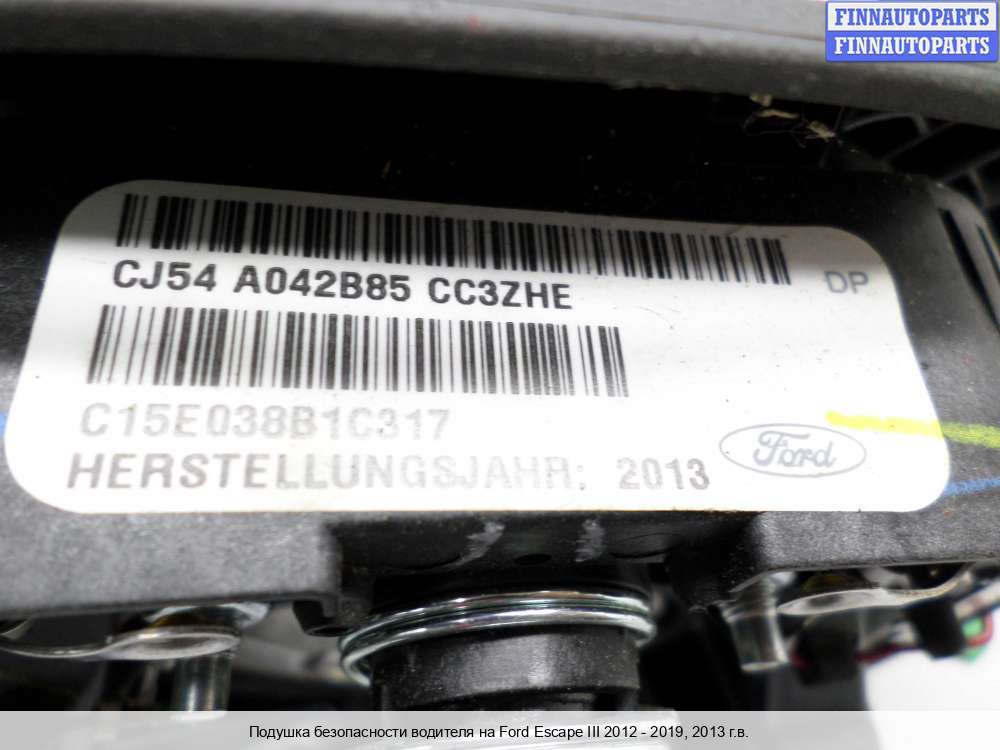 FINNAUTOPARTS
FINNAUTOPARTS
CJ54 A042B85 CC3ZHE
DP
C15E038B1C317
HERSTELLUNGSJAHR: 2013
Ford
Подушка безопасности водителя на Ford Escape III 2012 - 2019, 2013 г.в.